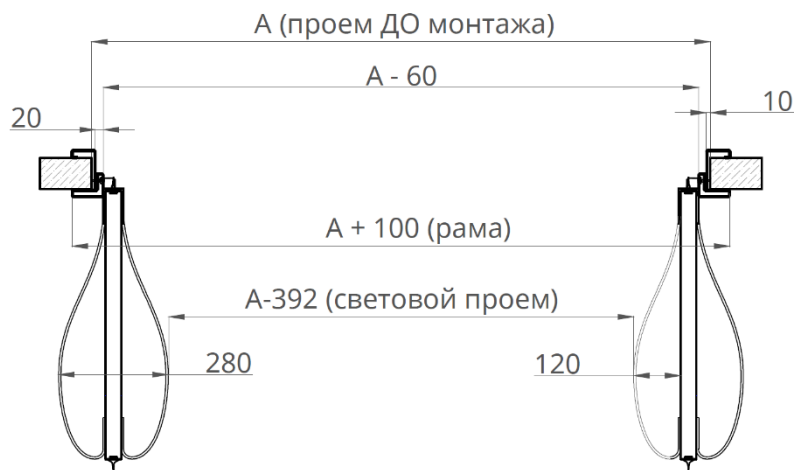 А (проем ДО монтажа)
А - 60
20
10
А + 100 (рама)
А-392 (световой проем)
280
120